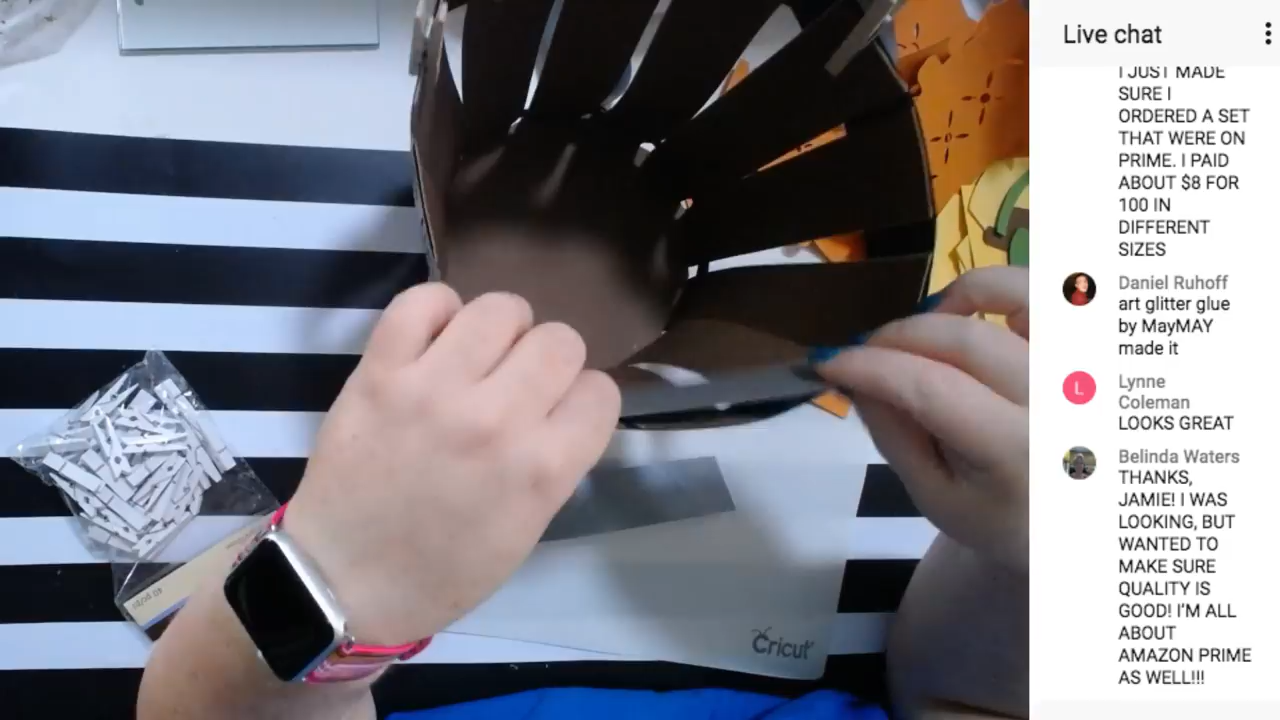 Live chat
I JUST MADE
SURE I
ORDERED A SET
THAT WERE ON
PRIME. I PAID
ABOUT $8 FOR
100 IN
DIFFERENT
SIZES
Daniel Ruhoff
art glitter glue
by MayMAY
made it
L
Lynne
Coleman
LOOKS GREAT
Belinda Waters
THANKS,
JAMIE! I WAS
LOOKING, BUT
WANTED TO
MAKE SURE
QUALITY IS
GOOD! I'M ALL
ABOUT
AMAZON PRIME
AS WELL!!!
Cricut